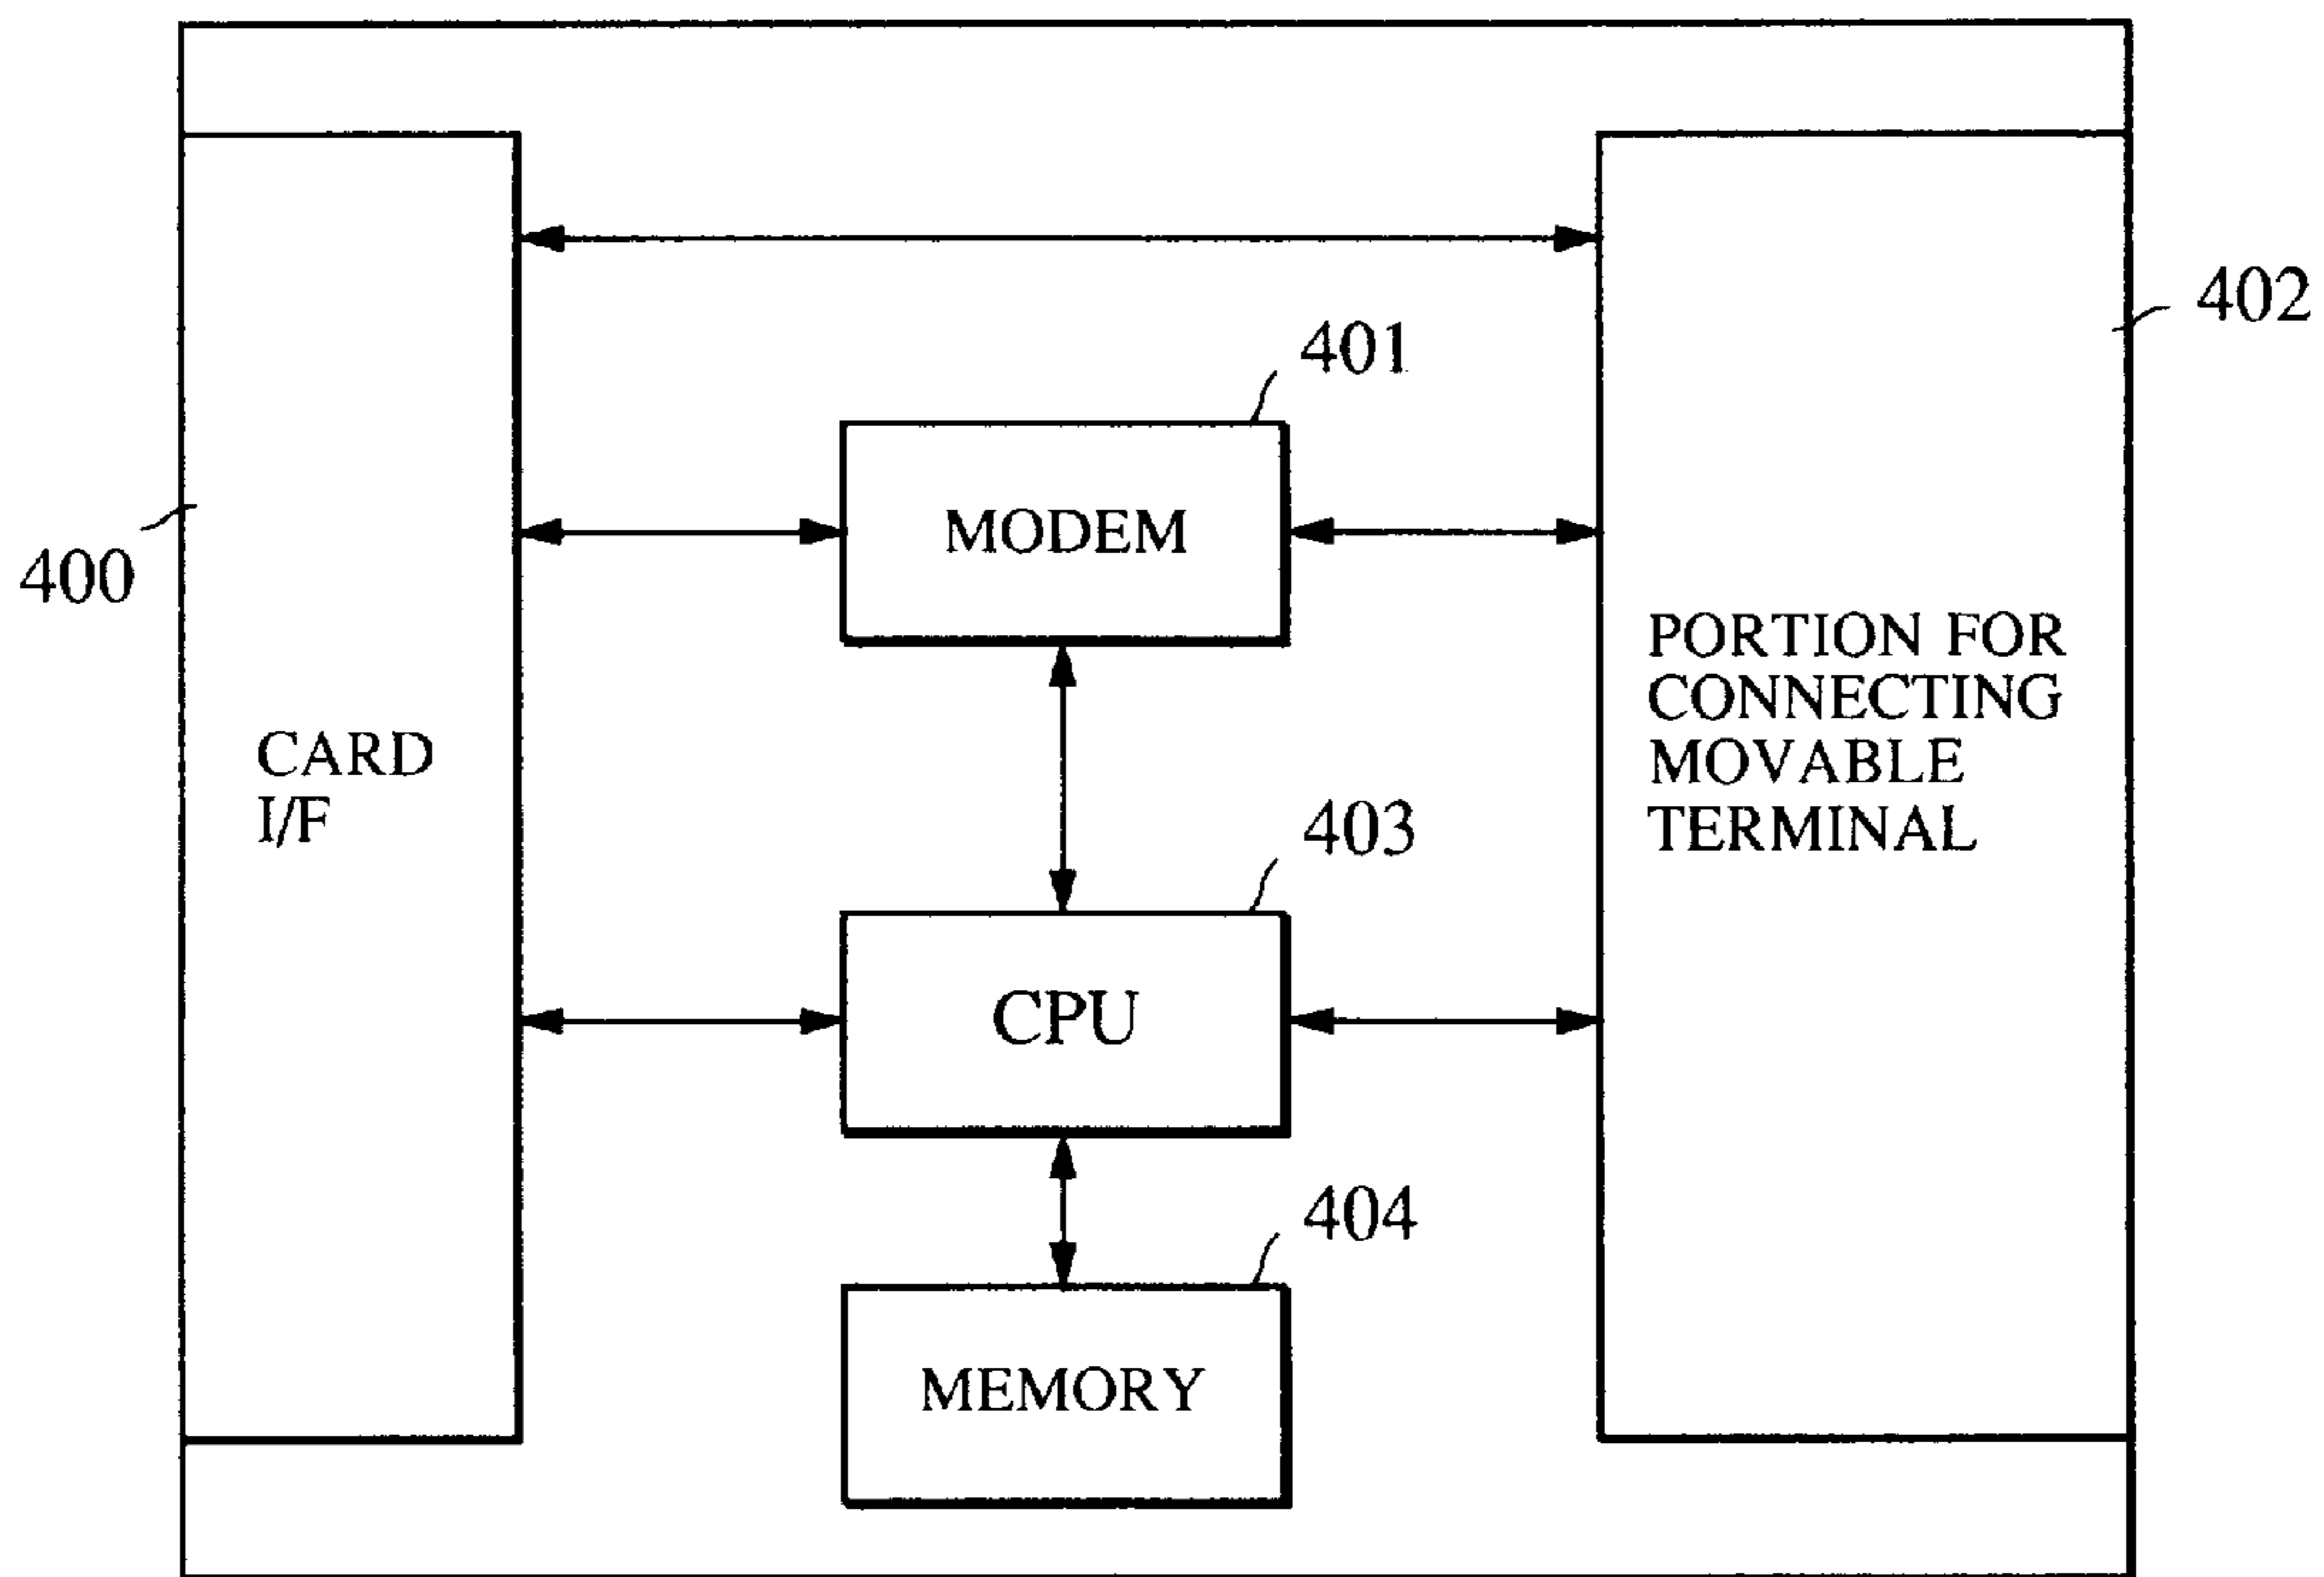 402
401
MODEM
400
PORTION FOR
CONNECTING
MOVABLE
TERMINAL
CARD
I/F
403
CPU
404
MEMORY